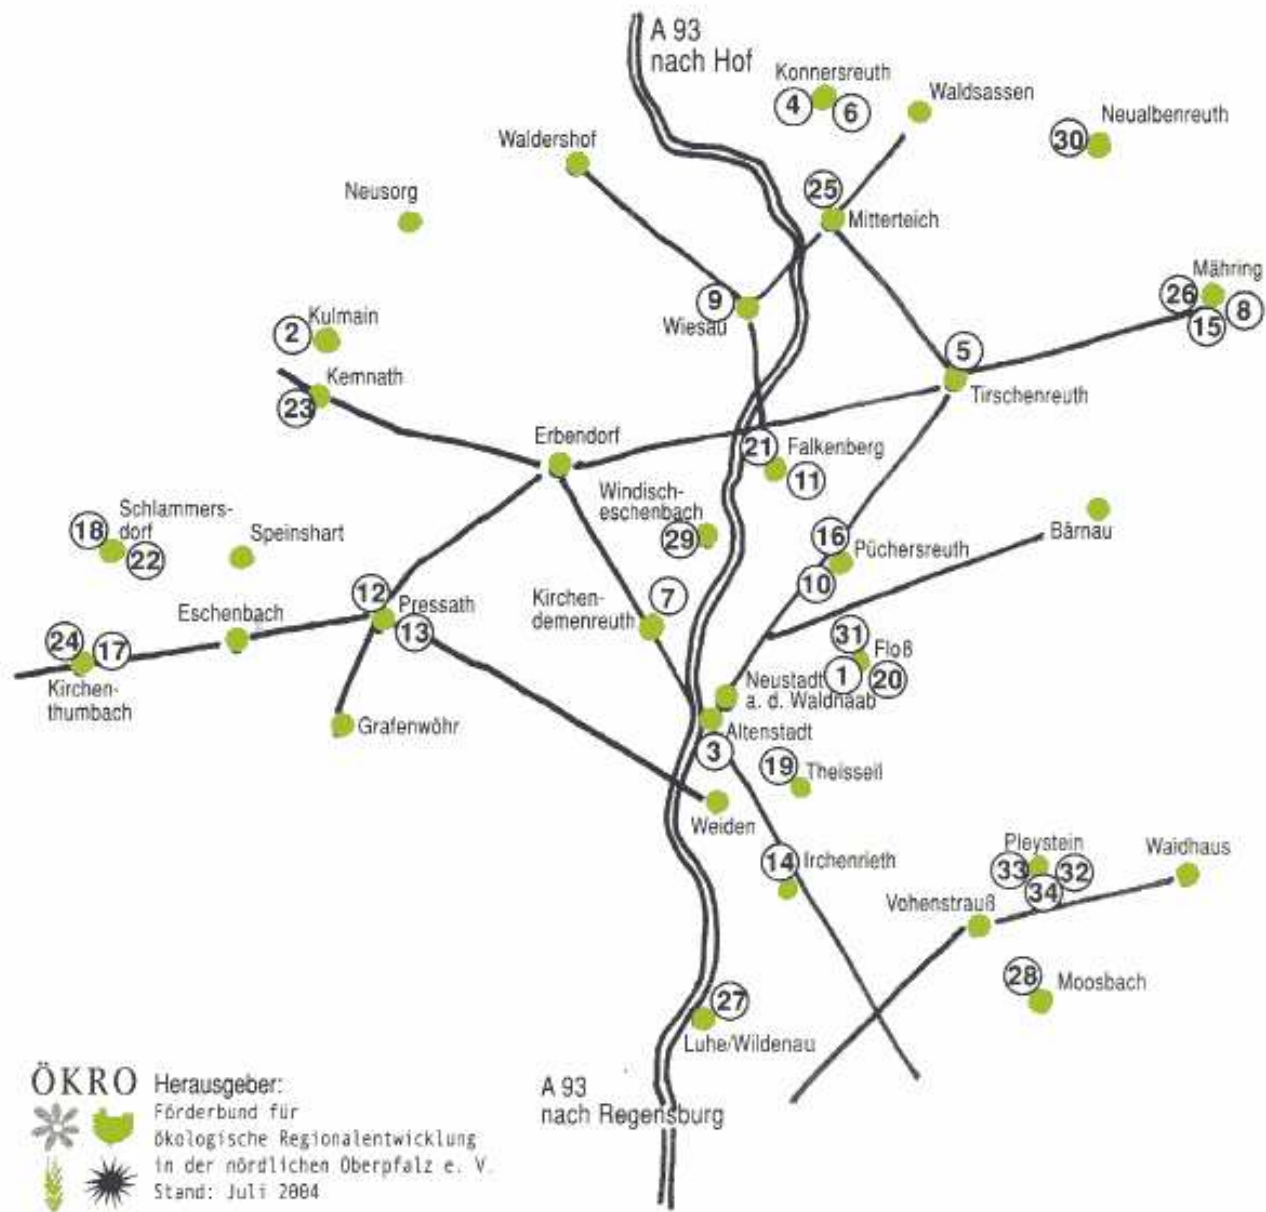 A 93
nach Hof
Konnersreuth
4
6
Waldsassen
Neualbenreuth
30
Waldershof
Neusorg
25
Mitterteich
Mähring
26
8
15
9
Wiesau
2
Kulmain
5
Tirschenreuth
Kemnath
23
Erbendorf
21
Falkenberg
11
Windisch-
eschenbach
29
Schlammers-
dorf
18
22
Speinshart
16
Püchersreuth
10
Bärnau
Eschenbach
12
Pressath
13
7
Kirchen-
demenreuth
24
17
Kirchen-
thumbach
31
Floß
1
20
Neustadt
a. d. Waldnaab
Grafenwöhr
Altenstadt
3
19
Theisseil
Weiden
14
Irchenrieth
Pleystein
33
32
34
Waidhaus
Vohenstrauß
28
Moosbach
27
Luhe/Wildenau
A 93
nach Regensburg
ÖKRO
Herausgeber:
Förderbund für
ökologische Regionalentwicklung
in der nördlichen Oberpfalz e. V.
Stand: Juli 2004